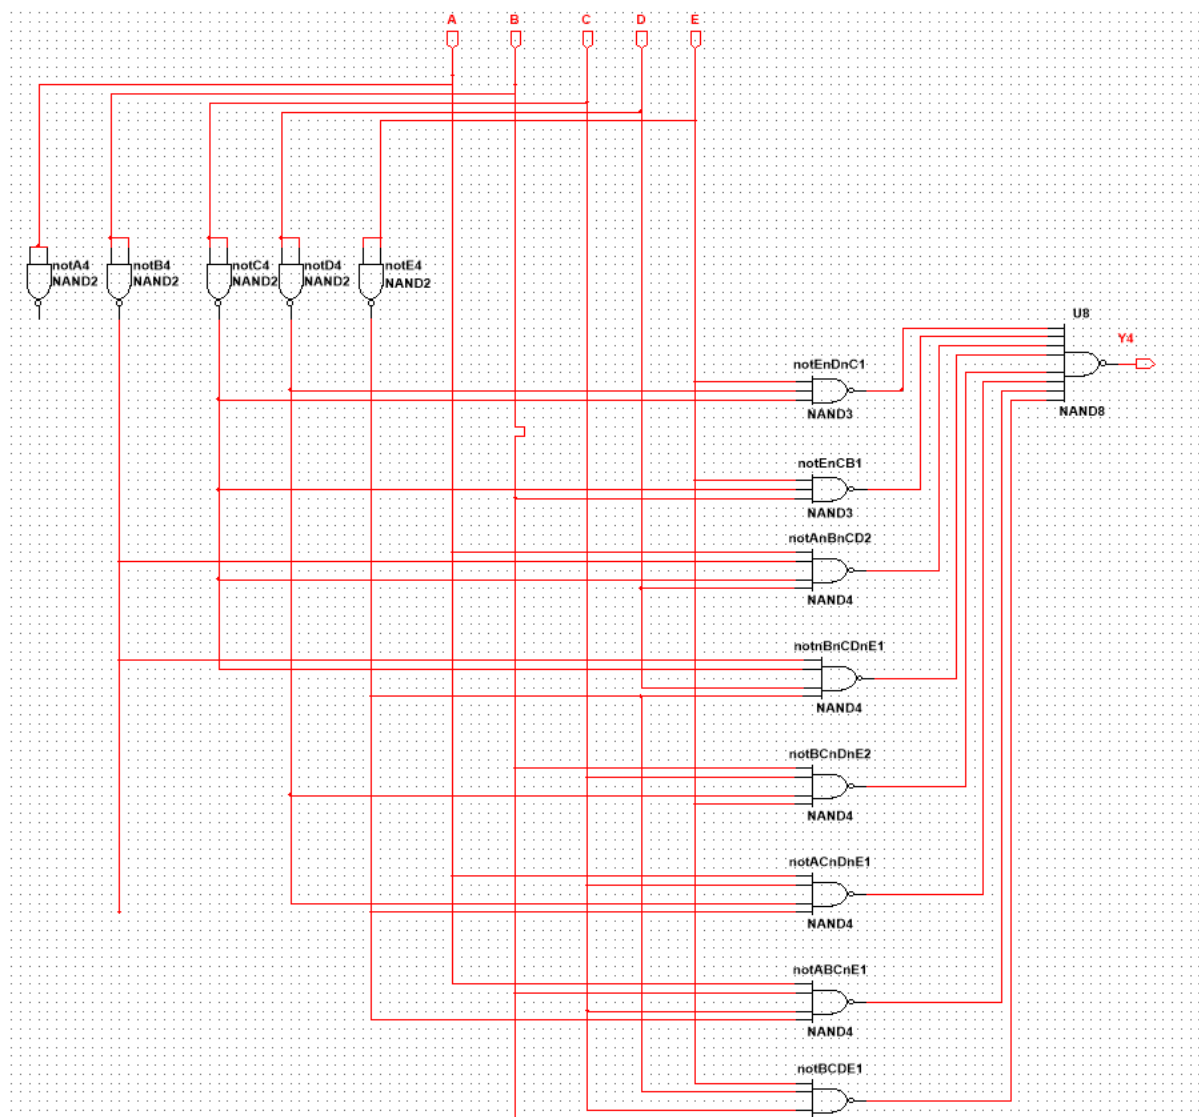 A B C D E
notA4
NAND2
notB4
NAND2
notC4
NAND2
notD4
NAND2
notE4
NAND2
U8
Y4
NAND8
notEnDnC1
NAND3
notEnCB1
NAND3
notAnBnCD2
NAND4
notnBnCDnE1
NAND4
notBCnDnE2
NAND4
notACnDnE1
NAND4
notABCnE1
NAND4
notBCDE1